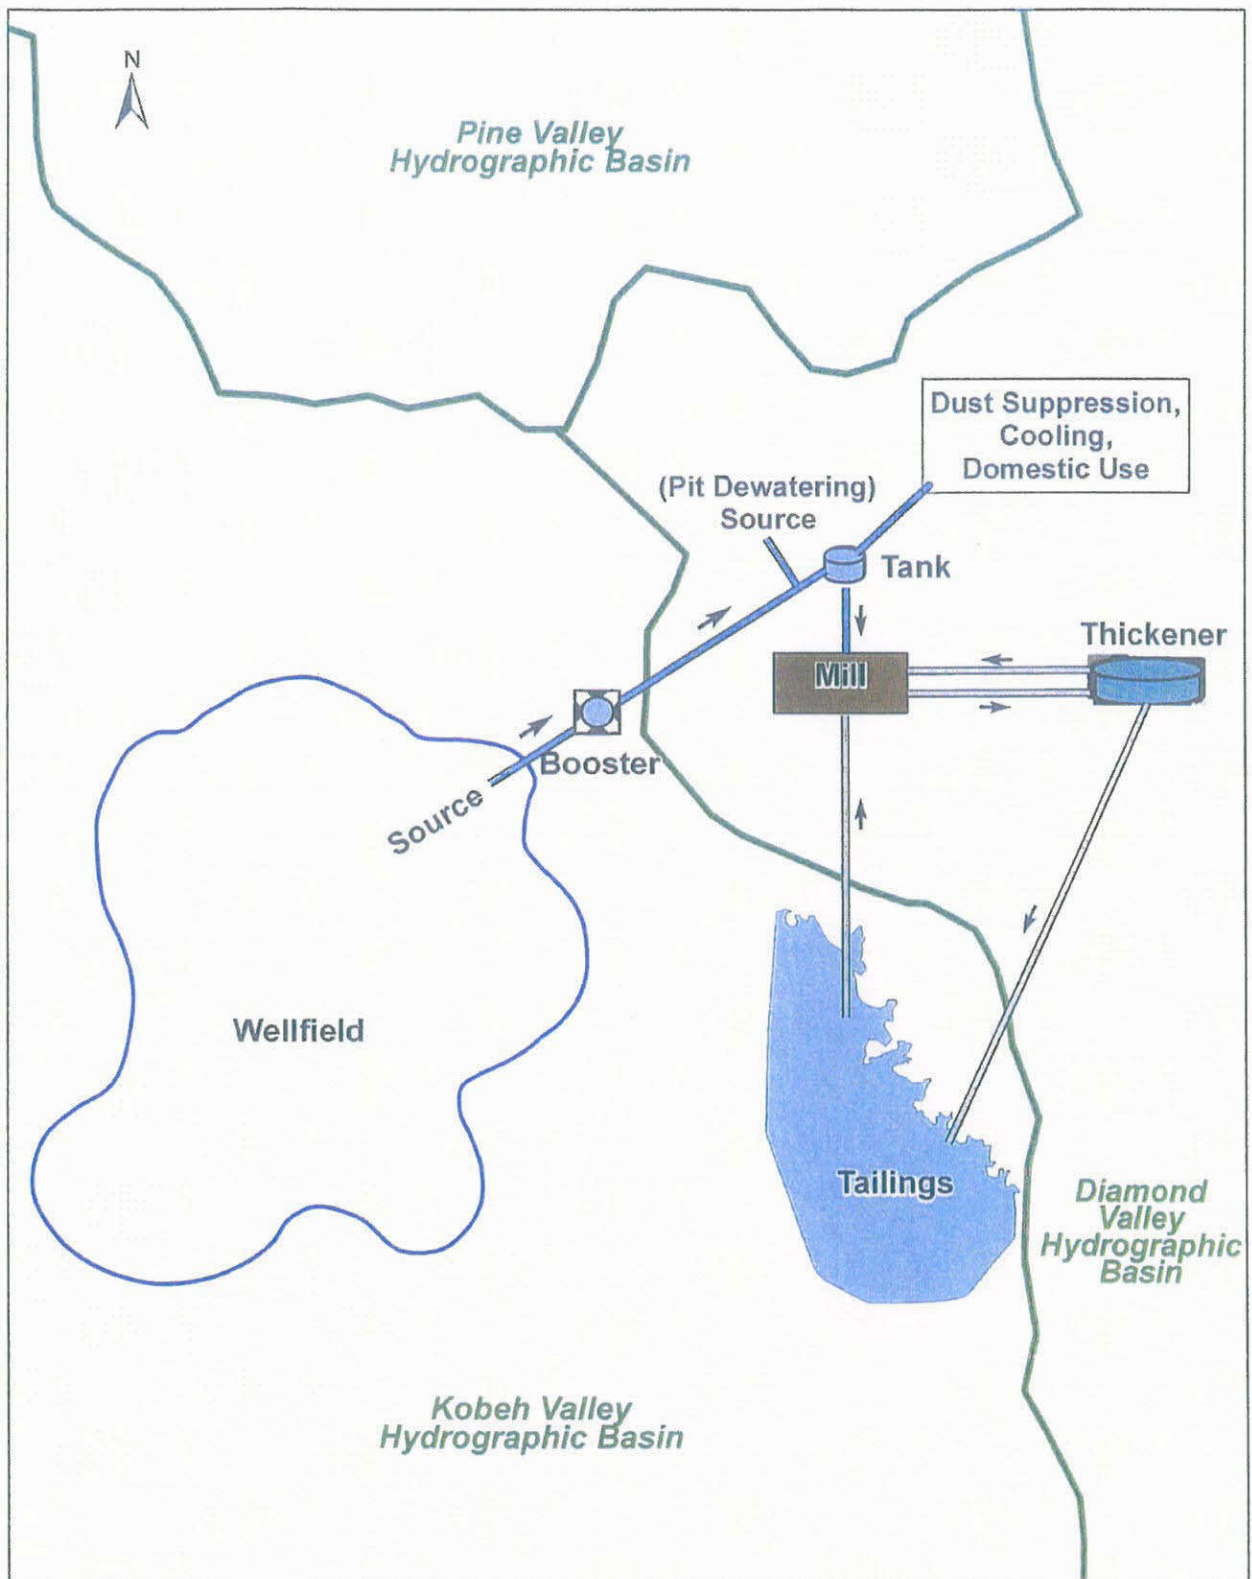 N
Pine Valley
Hydrographic Basin
Dust Suppression,
Cooling,
Domestic Use
(Pit Dewatering)
Source
Tank
Thickener
Mill
Booster
Source
Wellfield
Tailings
Diamond
Valley
Hydrographic
Basin
Kobeh Valley
Hydrographic Basin